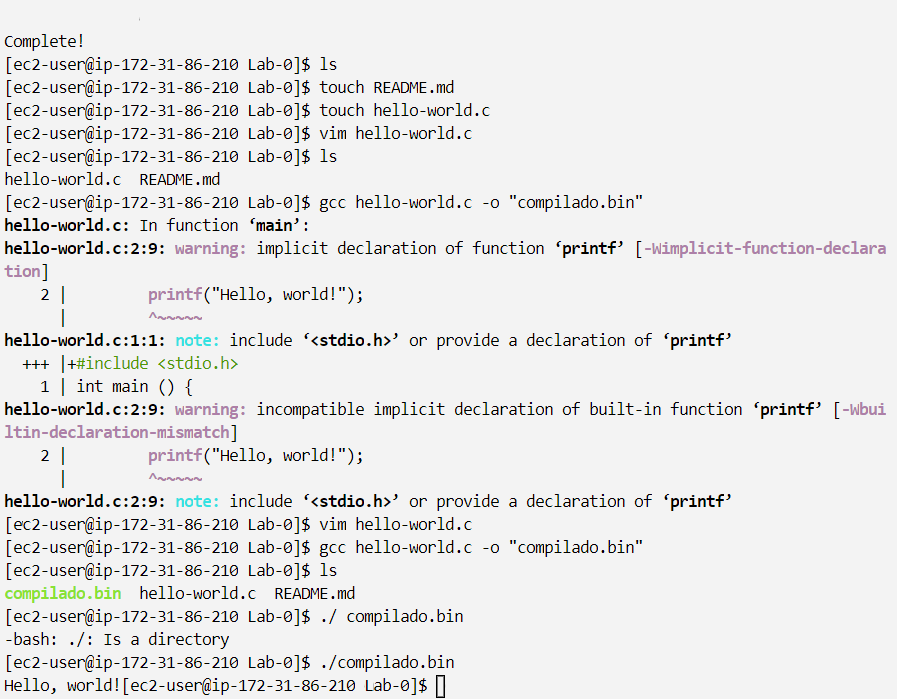 Complete!
[ec2-user@ip-172-31-86-210 Lab-0]$ ls
[ec2-user@ip-172-31-86-210 Lab-0]$ touch README.md
[ec2-user@ip-172-31-86-210 Lab-0]$ touch hello-world.c
[ec2-user@ip-172-31-86-210 Lab-0]$ vim hello-world.c
[ec2-user@ip-172-31-86-210 Lab-0]$ ls
hello-world.c  README.md
[ec2-user@ip-172-31-86-210 Lab-0]$ gcc hello-world.c -o "compilado.bin"
hello-world.c: In function ‘main’:
hello-world.c:2:9: warning: implicit declaration of function ‘printf’ [-Wimplicit-function-declara
tion]
    2 |         printf("Hello, world!");
      |         ^~~~~~
hello-world.c:1:1: note: include ‘<stdio.h>’ or provide a declaration of ‘printf’
  +++ |+#include <stdio.h>
    1 | int main () {
hello-world.c:2:9: warning: incompatible implicit declaration of built-in function ‘printf’ [-Wbui
ltin-declaration-mismatch]
    2 |         printf("Hello, world!");
      |         ^~~~~~
hello-world.c:2:9: note: include ‘<stdio.h>’ or provide a declaration of ‘printf’
[ec2-user@ip-172-31-86-210 Lab-0]$ vim hello-world.c
[ec2-user@ip-172-31-86-210 Lab-0]$ gcc hello-world.c -o "compilado.bin"
[ec2-user@ip-172-31-86-210 Lab-0]$ ls
compilado.bin  hello-world.c  README.md
[ec2-user@ip-172-31-86-210 Lab-0]$ ./ compilado.bin
-bash: ./: Is a directory
[ec2-user@ip-172-31-86-210 Lab-0]$ ./compilado.bin
Hello, world![ec2-user@ip-172-31-86-210 Lab-0]$